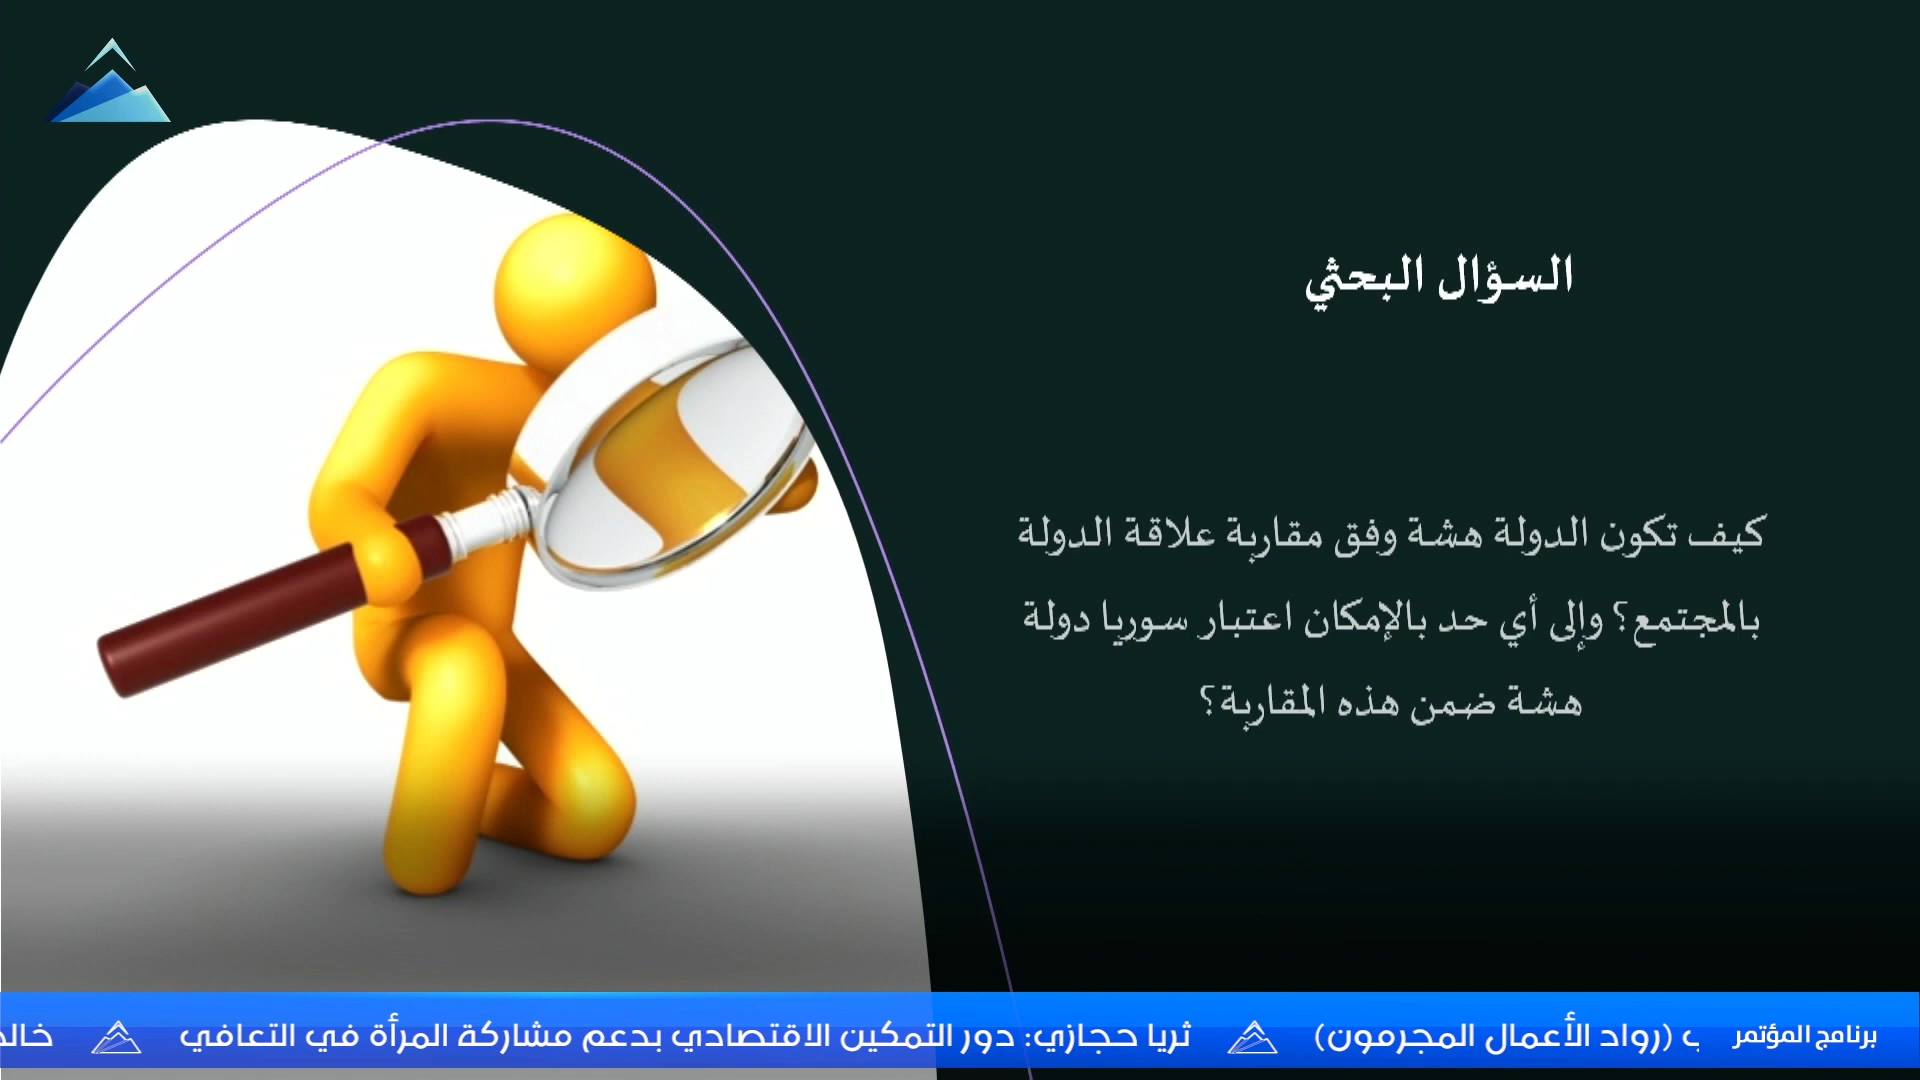 السؤال البحثي
كيف تكون الدولة هشة وفق مقاربة علاقة الدولة
بالمجتمع؟ وإلى أي حد بالإمكان اعتبار سوريا دولة
هشة ضمن هذه المقاربة؟
برنامج المؤتمر (رواد الأعمال المجرمون) ثريا حجازي: دور التمكين الاقتصادي بدعم مشاركة المرأة في التعافي